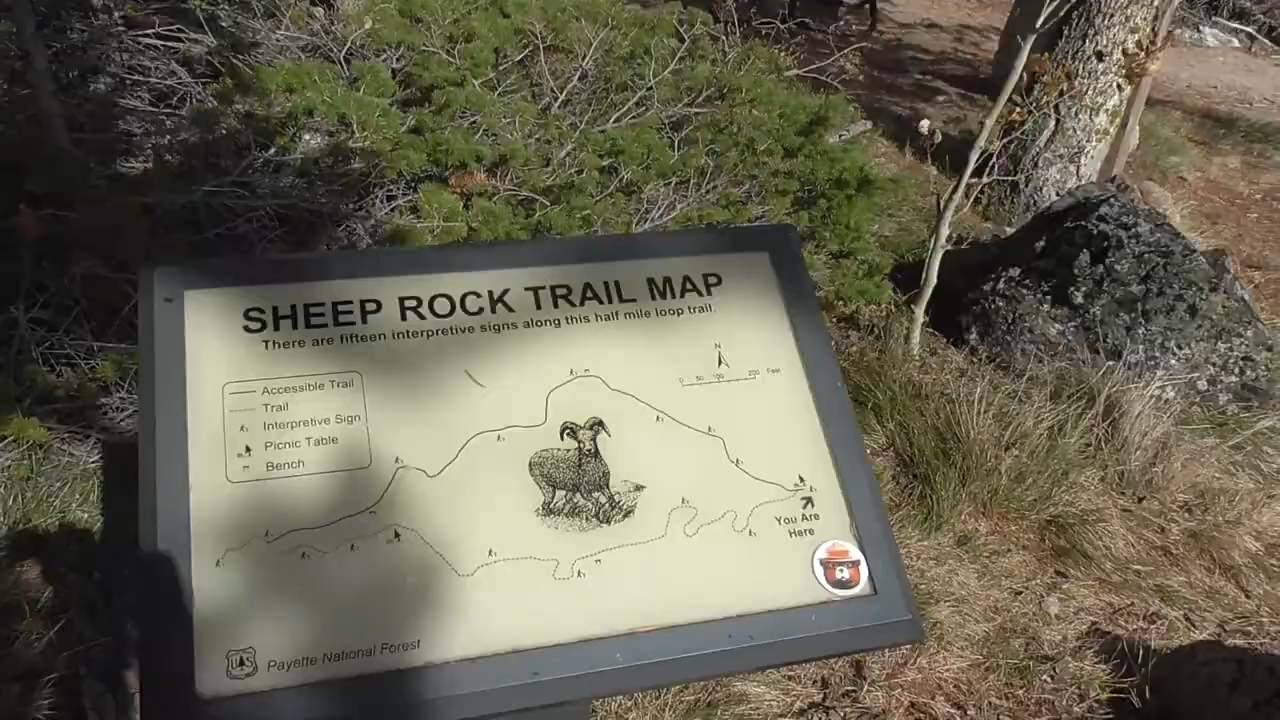 SHEEP ROCK TRAIL MAP
There are fifteen interpretive signs along this half mile loop trail.
N
0 50 100 200 Feet
Accessible Trail
Trail
Interpretive Sign
Picnic Table
Bench
You Are
Here
US
Payette National Forest